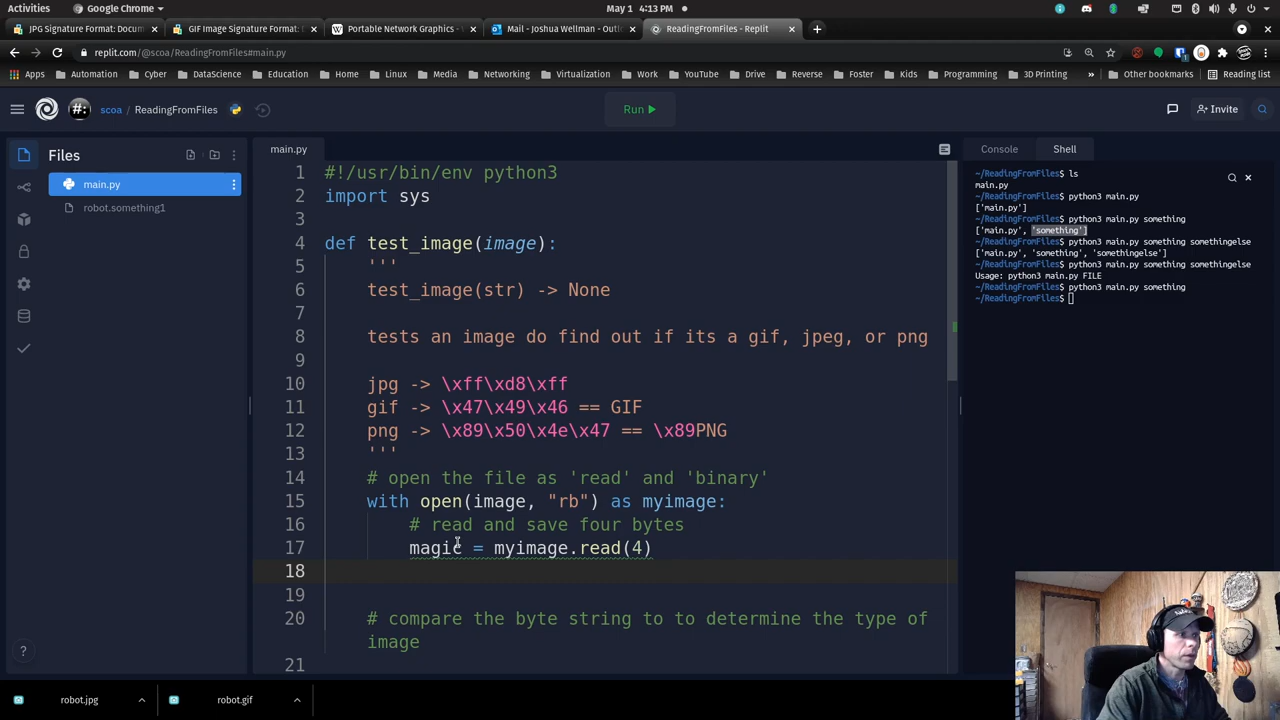 Activities
Google Chrome
May 1 4:13 PM
JPG Signature Format: Docum
GIF Image Signature Format:
Portable Network Graphics -
Mail - Joshua Wellman - Outlo
ReadingFromFiles - Replit
replit.com/@scoa/ReadingFromFiles#main.py
Apps
Automation
Cyber
DataScience
Education
Home
Linux
Media
Networking
Virtualization
Work
YouTube
Drive
Reverse
Foster
Kids
Programming
3D Printing
»
Other bookmarks
Reading list
#:
scoa / ReadingFromFiles
Run
Invite
Files
main.py
robot.something1
main.py
1 #!/usr/bin/env python3
2 import sys
3
4 def test_image(image):
5 '''
6 test_image(str) -> None
7
8 tests an image do find out if its a gif, jpeg, or png
9
10 jpg -> \xff\xd8\xff
11 gif -> \x47\x49\x46 == GIF
12 png -> \x89\x50\x4e\x47 == \x89PNG
13 '''
14 # open the file as 'read' and 'binary'
15 with open(image, "rb") as myimage:
16 # read and save four bytes
17 magic = myimage.read(4)
18
19
20 # compare the byte string to to determine the type of
image
21
Console
Shell
~/ReadingFromFiles$ ls
main.py
~/ReadingFromFiles$ python3 main.py
['main.py']
~/ReadingFromFiles$ python3 main.py something
['main.py', 'something']
~/ReadingFromFiles$ python3 main.py something somethingelse
['main.py', 'something', 'somethingelse']
~/ReadingFromFiles$ python3 main.py something somethingelse
Usage: python3 main.py FILE
~/ReadingFromFiles$ python3 main.py something
~/ReadingFromFiles$
?
robot.jpg
robot.gif